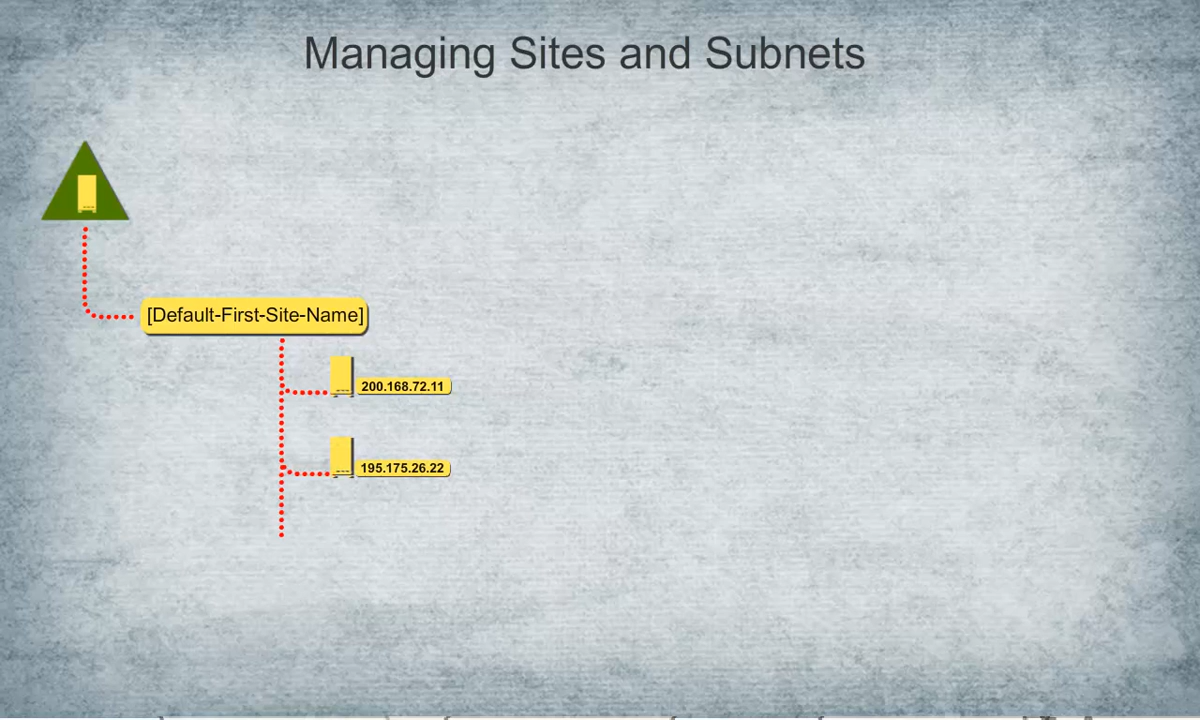 Managing Sites and Subnets
[Default-First-Site-Name]
200.168.72.11
195.175.26.22